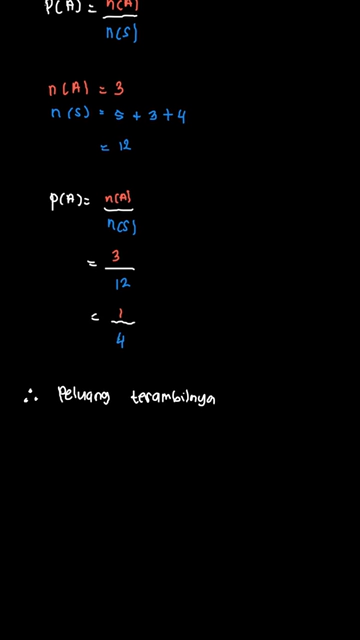 P(A) = n(A)
n(S)
n(A) = 3
n(S) = 5 + 3 + 4
= 12
P(A) = n(A)
n(S)
= 3
12
= 1
4
∴ Peluang terambilnya